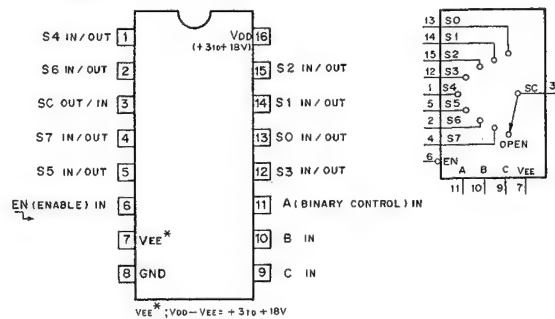 S4 IN/OUT 1
S6 IN/OUT 2
SC OUT/IN 3
S7 IN/OUT 4
S5 IN/OUT 5
EN (ENABLE) IN 6
7 VEE*
8 GND
VDD 16
(+3TO+18V)
15 S2 IN/OUT
14 S1 IN/OUT
13 S0 IN/OUT
12 S3 IN/OUT
11 A (BINARY CONTROL) IN
10 B IN
9 C IN
VEE* ; VDD-VEE= +3TO+18V
13 S0
14 S1
15 S2
12 S3
1 S4
5 S5
2 S6
4 S7
SC 3
OPEN
6 EN
A B C VEE
11 10 9 7